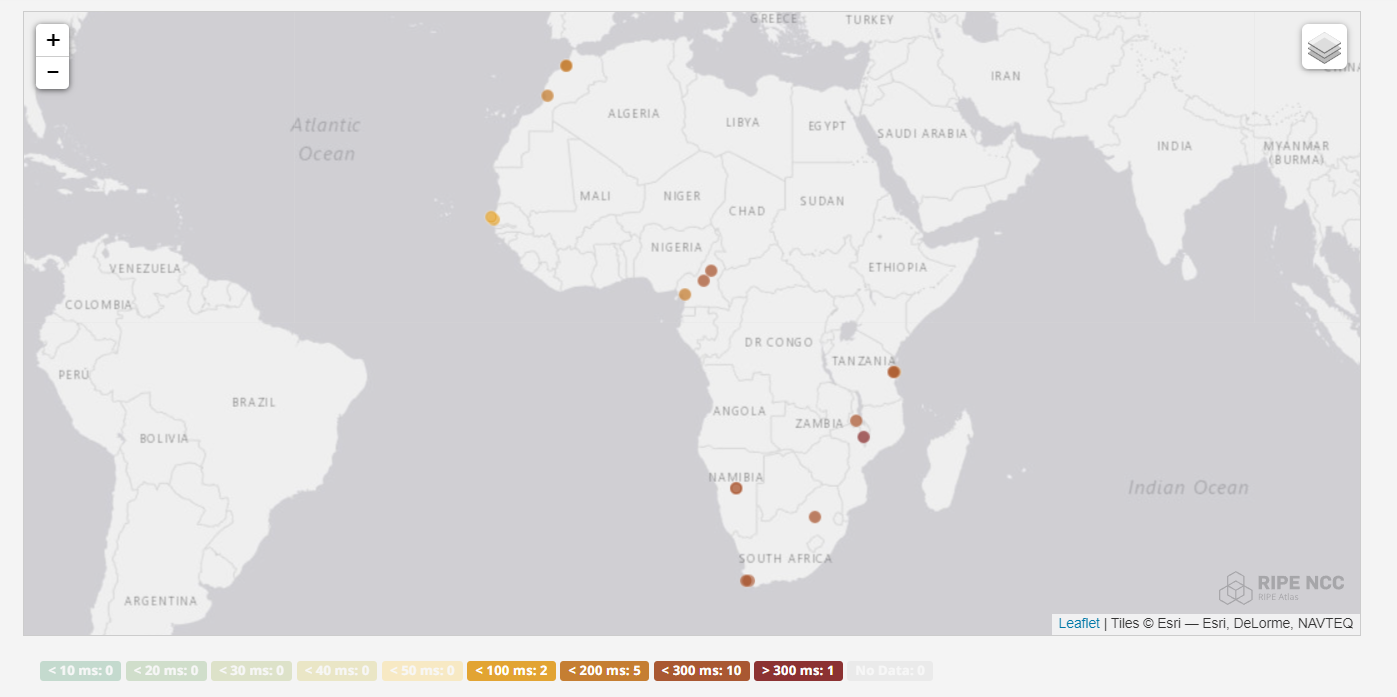 +
−
GREECE
TURKEY
IRAN
Atlantic
Ocean
ALGERIA
LIBYA
EGYPT
SAUDI ARABIA
INDIA
MYANMAR
(BURMA)
MALI
NIGER
CHAD
SUDAN
NIGERIA
ETHIOPIA
VENEZUELA
COLOMBIA
DR CONGO
TANZANIA
PERÚ
BRAZIL
ANGOLA
ZAMBIA
BOLIVIA
NAMIBIA
Indian Ocean
SOUTH AFRICA
ARGENTINA
RIPE NCC
RIPE Atlas
Leaflet | Tiles © Esri — Esri, DeLorme, NAVTEQ
< 10 ms: 0 < 20 ms: 0 < 30 ms: 0 < 40 ms: 0 < 50 ms: 0 < 100 ms: 2 < 200 ms: 5 < 300 ms: 10 > 300 ms: 1 No Data: 0